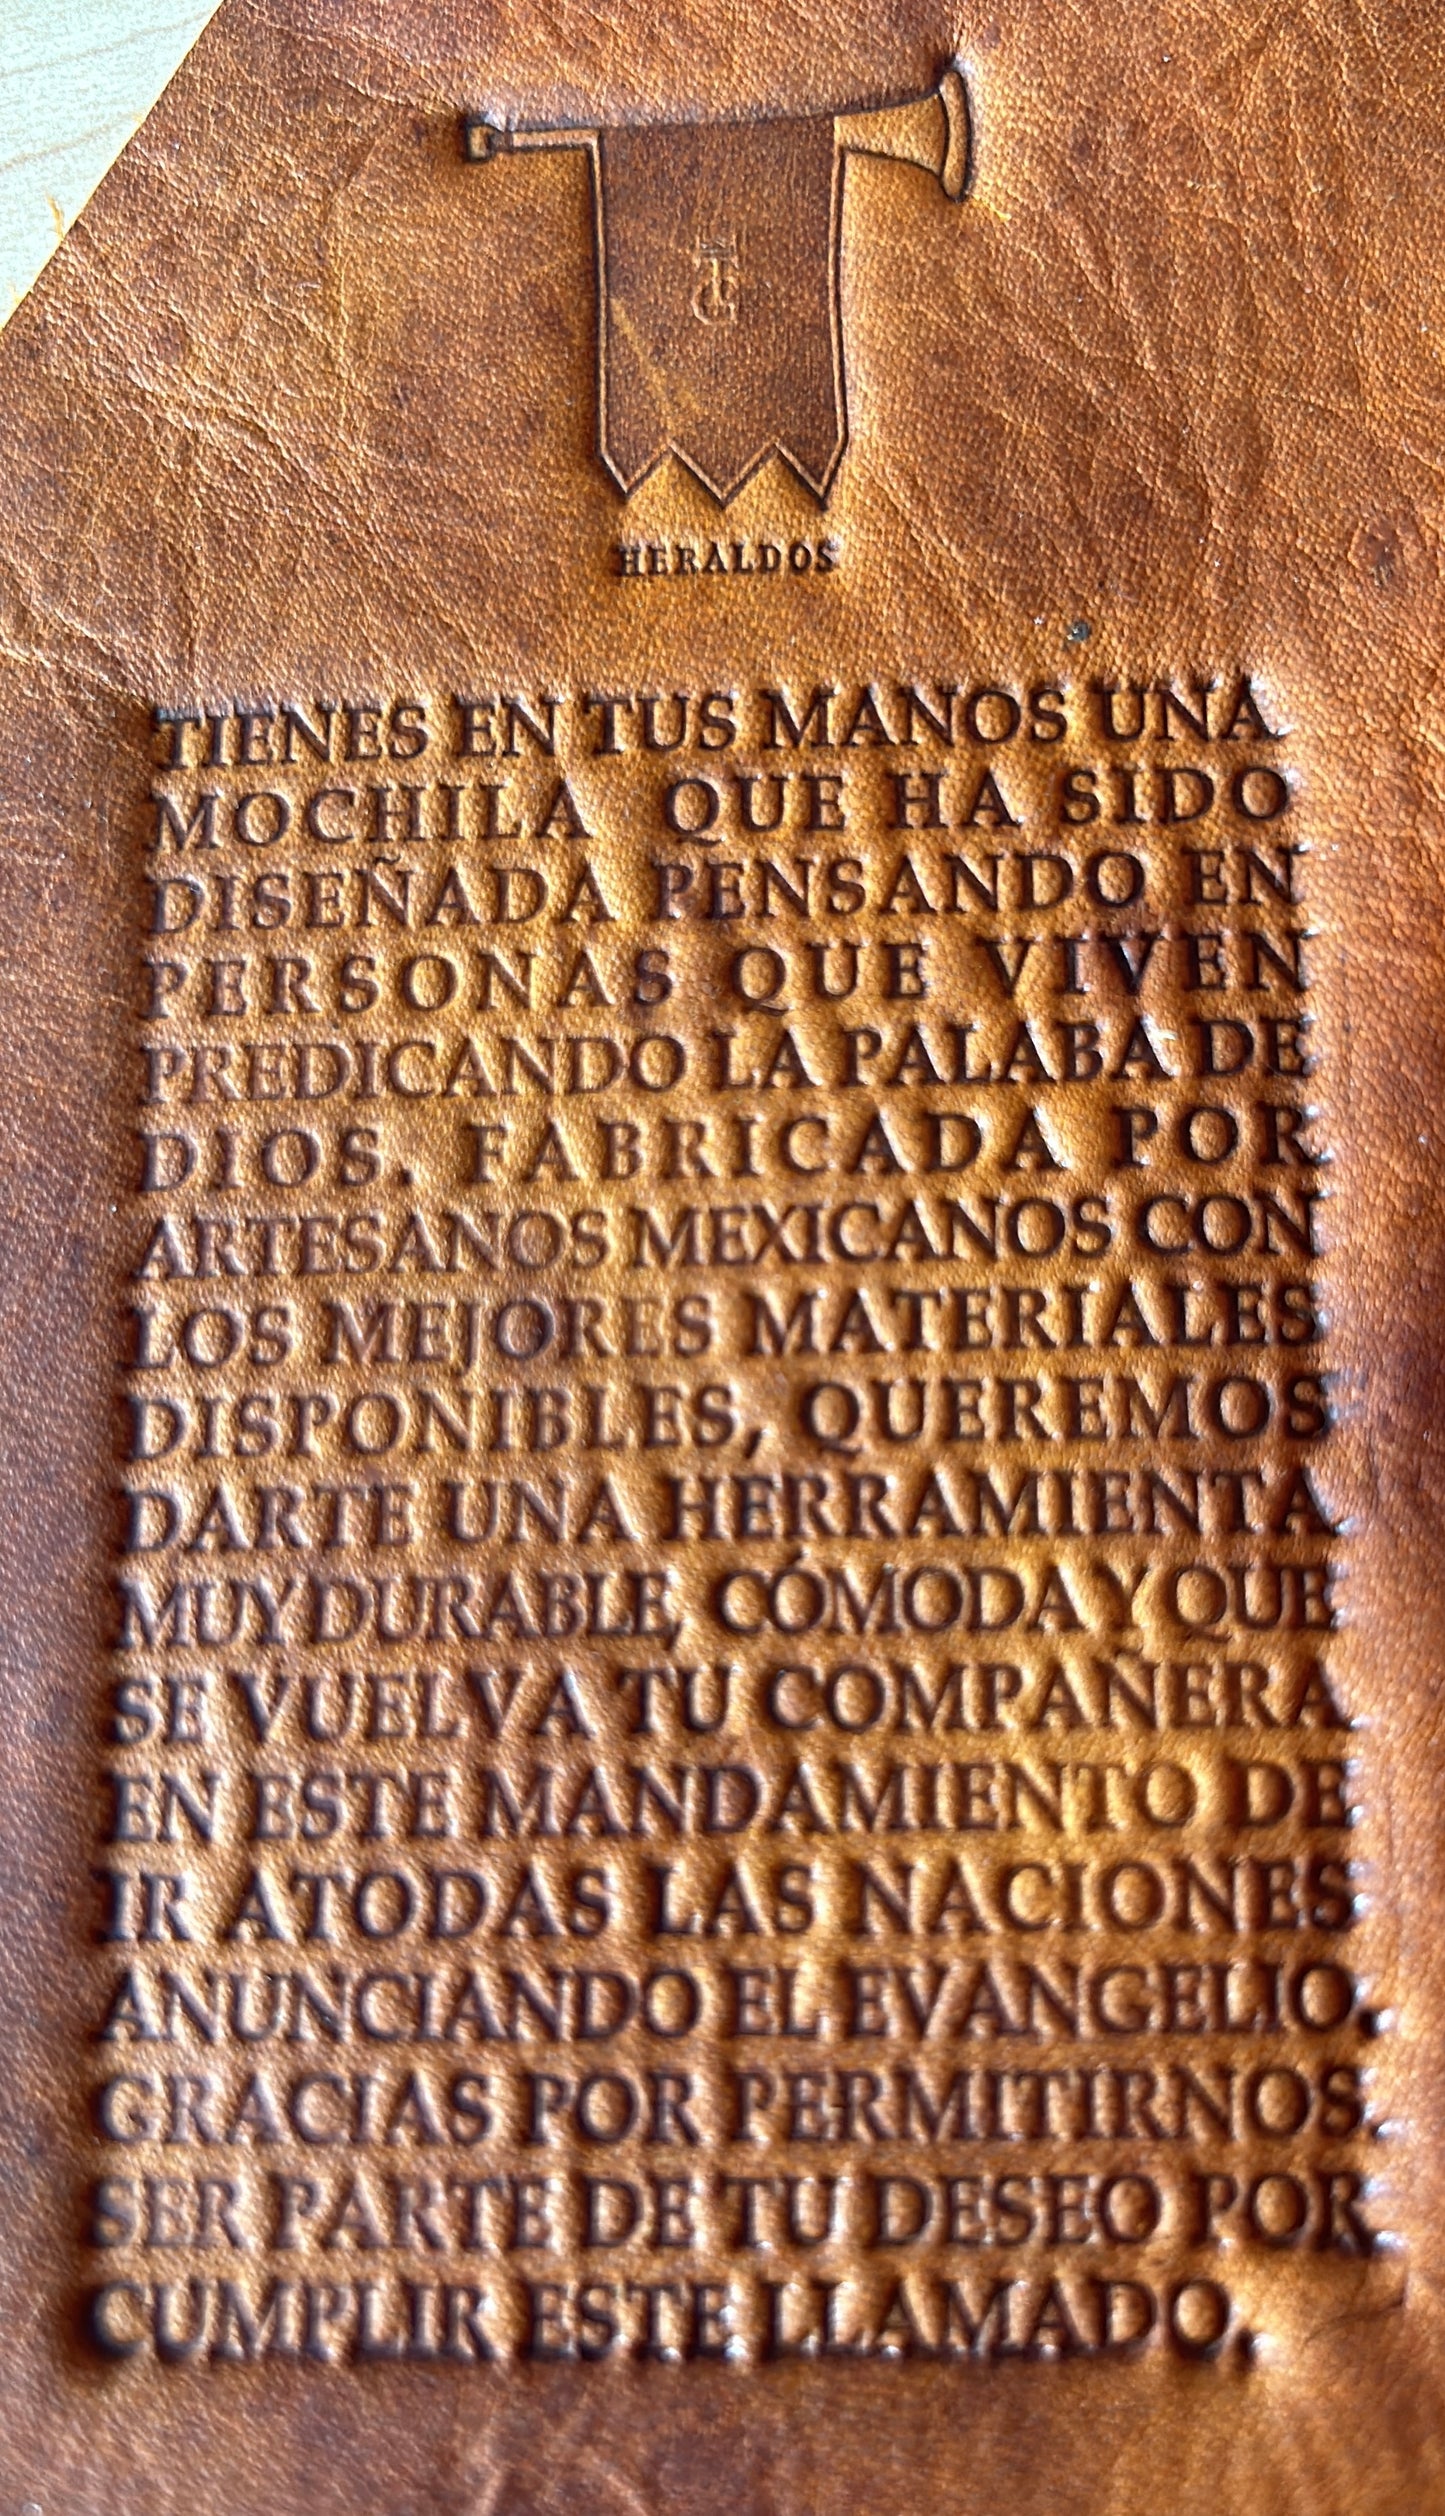 HERALDOS
TIENES EN TUS MANOS UNA
MOCHILA QUE HA SIDO
DISEÑADA PENSANDO EN
PERSONAS QUE VIVEN
PREDICANDO LA PALABA DE
DIOS. FABRICADA POR
ARTESANOS MEXICANOS CON
LOS MEJORES MATERIALES
DISPONIBLES, QUEREMOS
DARTE UNA HERRAMIENTA
MUY DURABLE, CÓMODA Y QUE
SE VUELVA TU COMPAÑERA
EN ESTE MANDAMIENTO DE
IR A TODAS LAS NACIONES
ANUNCIANDO EL EVANGELIO.
GRACIAS POR PERMITIRNOS
SER PARTE DE TU DESEO POR
CUMPLIR ESTE LLAMADO.